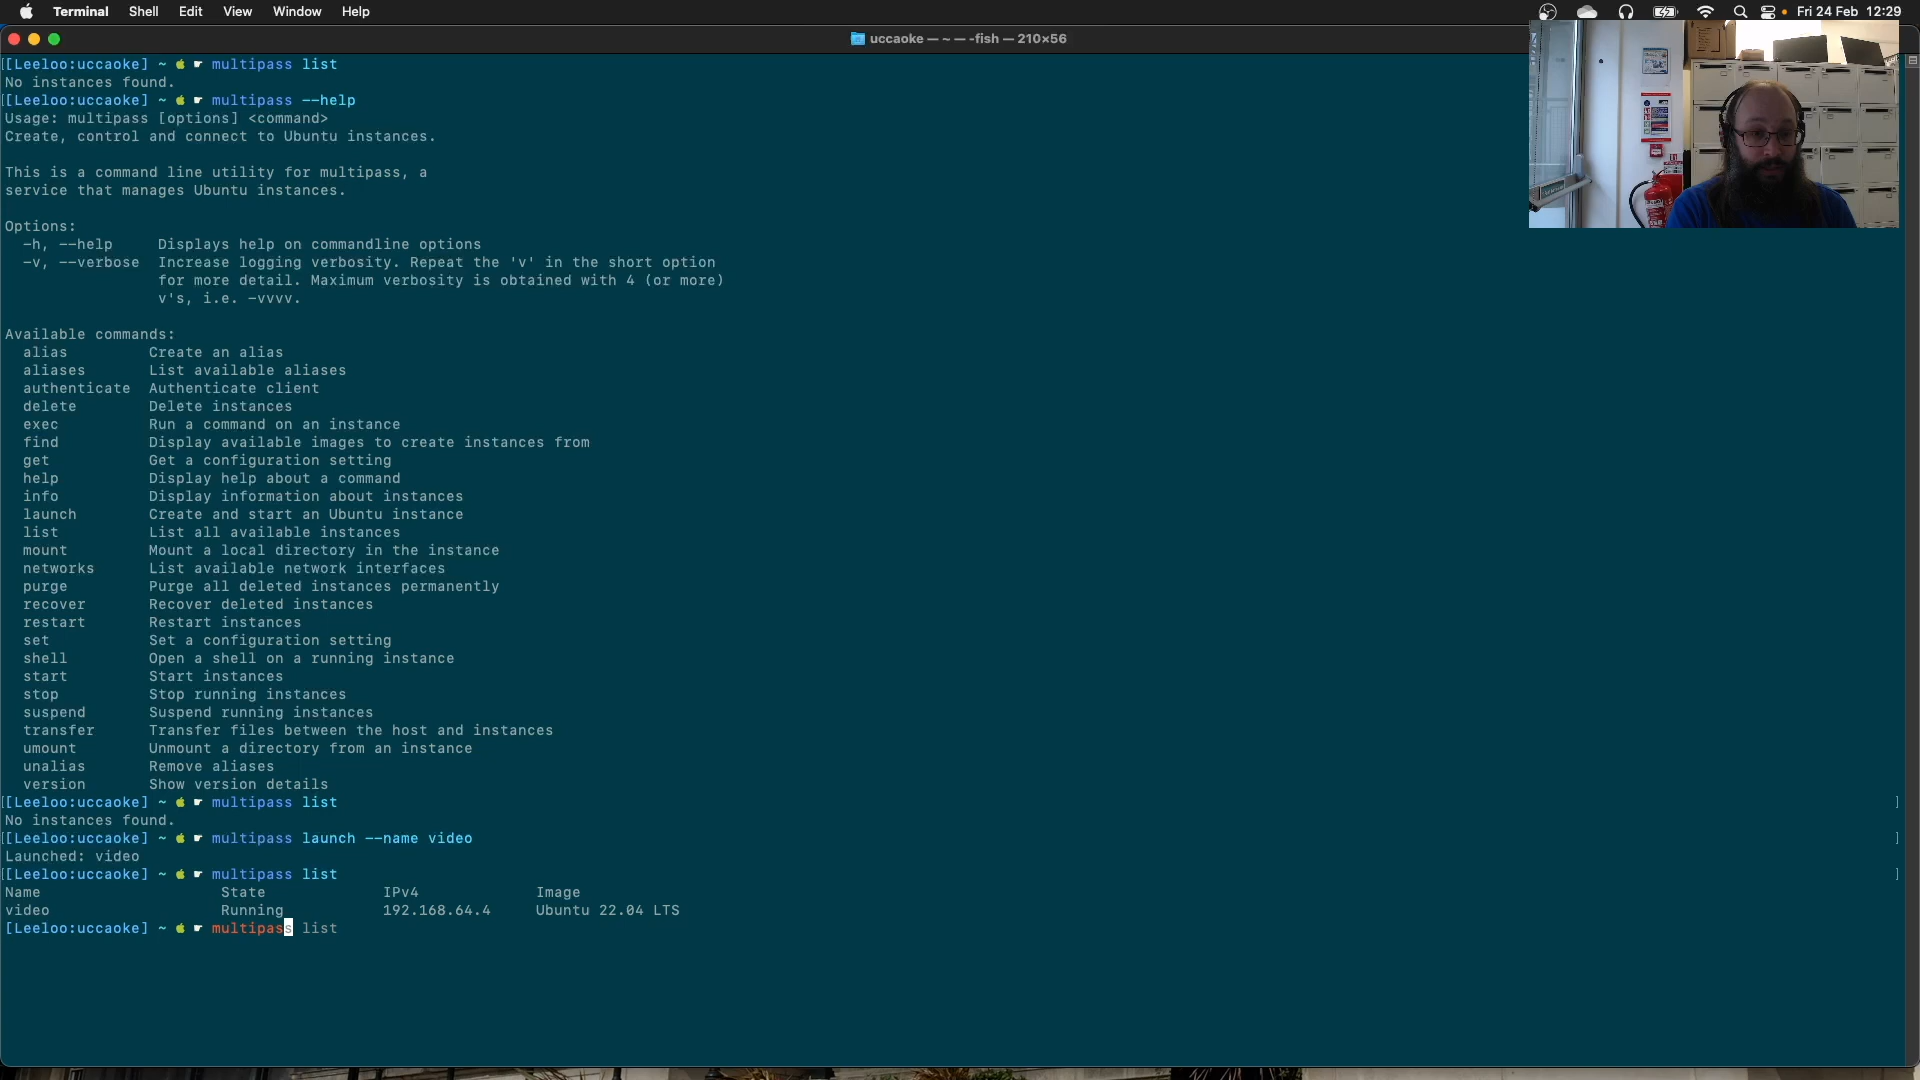 Terminal Shell Edit View Window Help Fri 24 Feb 12:29
uccaoke — ~ — -fish — 210×56
[[Leeloo:uccaoke] ~ ☛ multipass list
No instances found.
[[Leeloo:uccaoke] ~ ☛ multipass --help
Usage: multipass [options] <command>
Create, control and connect to Ubuntu instances.
This is a command line utility for multipass, a
service that manages Ubuntu instances.
Options:
-h, --help Displays help on commandline options
-v, --verbose Increase logging verbosity. Repeat the 'v' in the short option
for more detail. Maximum verbosity is obtained with 4 (or more)
v's, i.e. -vvvv.
Available commands:
alias Create an alias
aliases List available aliases
authenticate Authenticate client
delete Delete instances
exec Run a command on an instance
find Display available images to create instances from
get Get a configuration setting
help Display help about a command
info Display information about instances
launch Create and start an Ubuntu instance
list List all available instances
mount Mount a local directory in the instance
networks List available network interfaces
purge Purge all deleted instances permanently
recover Recover deleted instances
restart Restart instances
set Set a configuration setting
shell Open a shell on a running instance
start Start instances
stop Stop running instances
suspend Suspend running instances
transfer Transfer files between the host and instances
umount Unmount a directory from an instance
unalias Remove aliases
version Show version details
[[Leeloo:uccaoke] ~ ☛ multipass list ]
No instances found.
[[Leeloo:uccaoke] ~ ☛ multipass launch --name video ]
Launched: video
[[Leeloo:uccaoke] ~ ☛ multipass list ]
Name State IPv4 Image
video Running 192.168.64.4 Ubuntu 22.04 LTS
[Leeloo:uccaoke] ~ ☛ multipass list